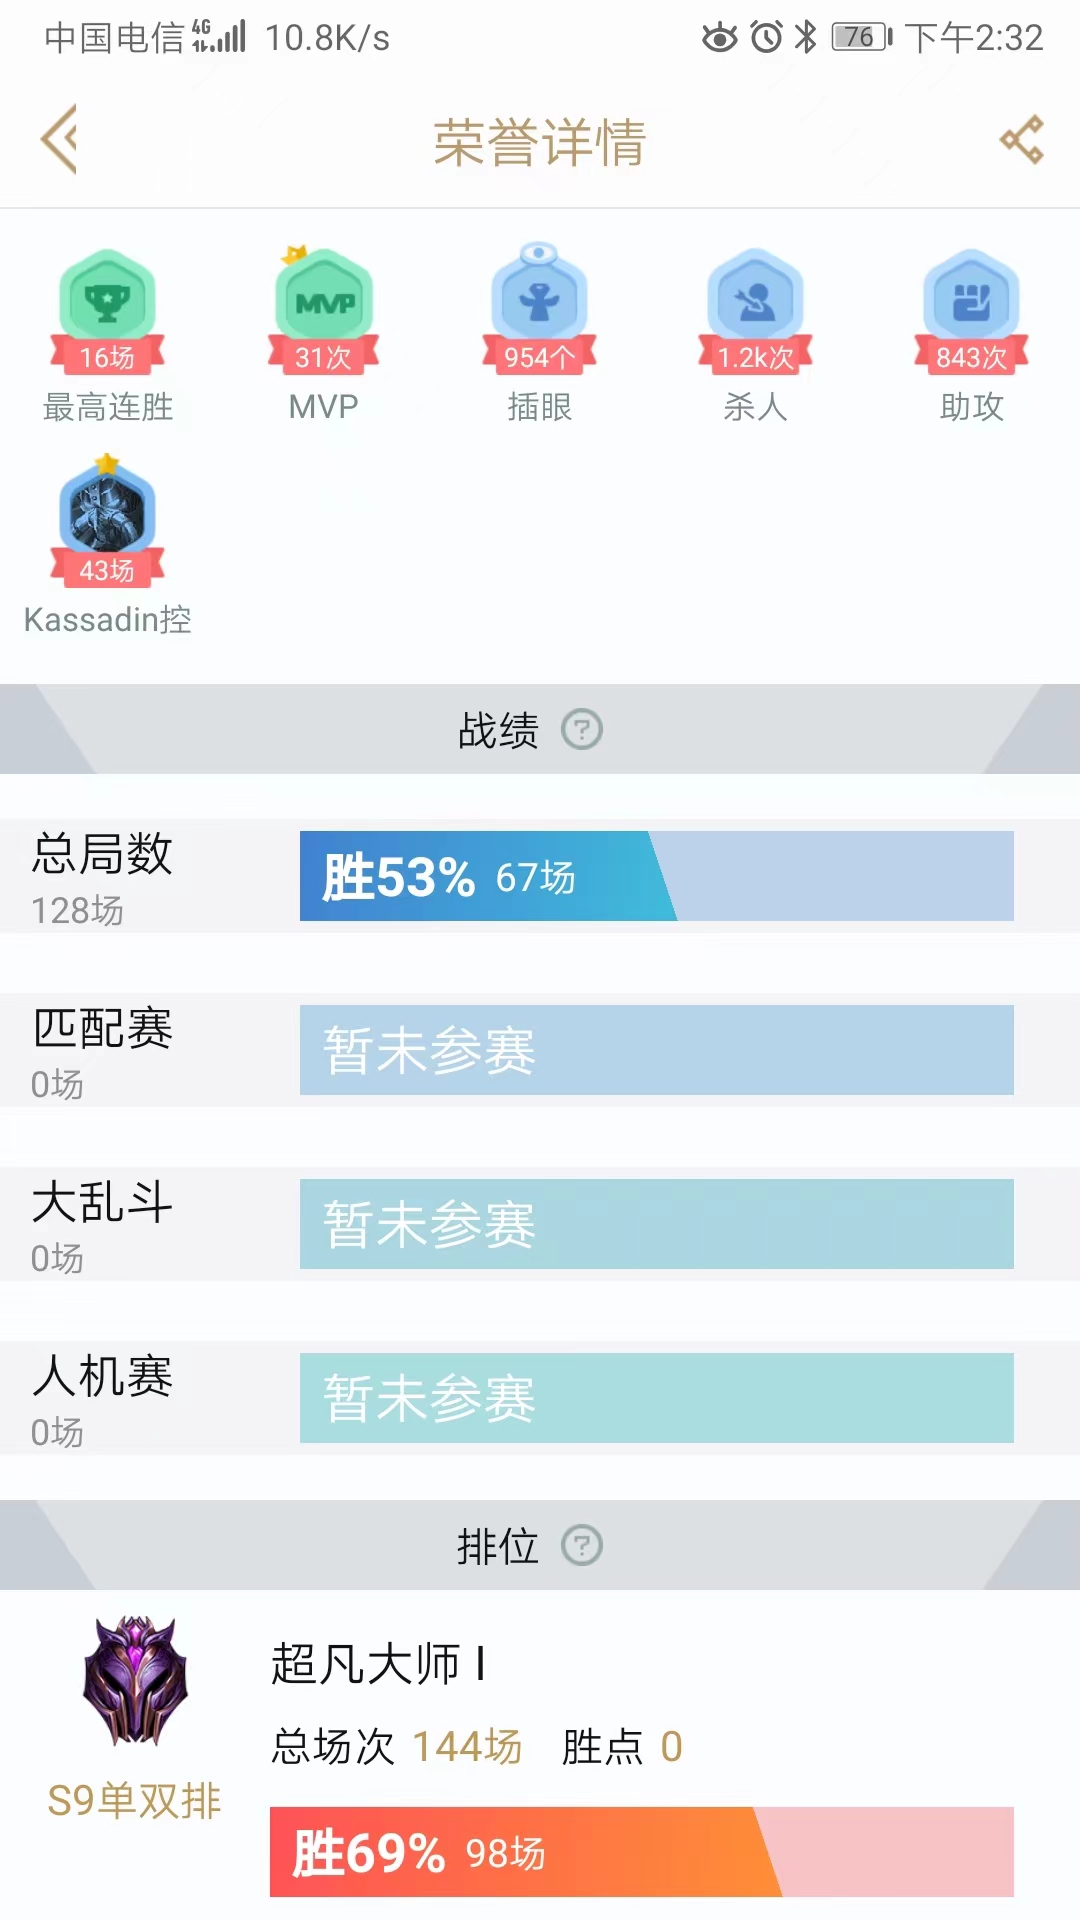 中国电信 4G 10.8K/s 76 下午2:32
荣誉详情
MVP
16场 31次 954个 1.2k次 843次
最高连胜 MVP 插眼 杀人 助攻
43场
Kassadin控
战绩 ?
总局数
128场
胜53% 67场
匹配赛
0场
暂未参赛
大乱斗
0场
暂未参赛
人机赛
0场
暂未参赛
排位 ?
超凡大师 I
总场次 144场 胜点 0
S9单双排
胜69% 98场